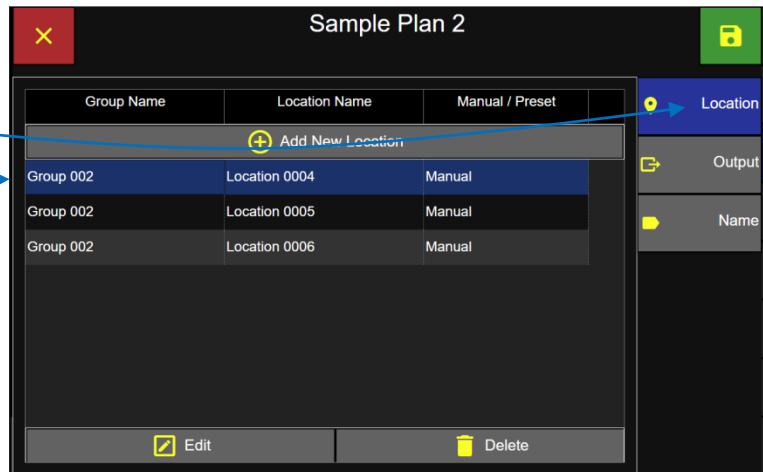 Sample Plan 2
Group Name Location Name Manual / Preset
Location
Add New Location
Output
Group 002 Location 0004 Manual
Group 002 Location 0005 Manual
Name
Group 002 Location 0006 Manual
Edit Delete